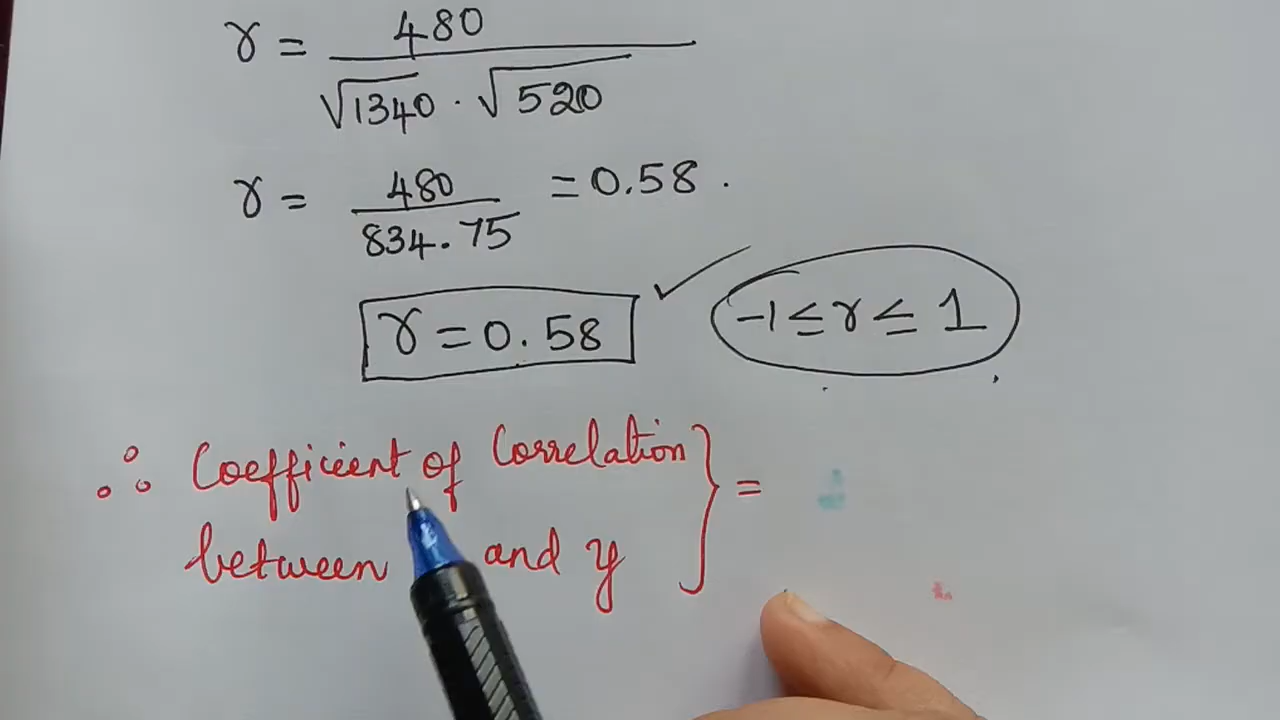 r = 480 / √1340 · √520
r = 480 / 834.75 = 0.58 .
r = 0.58 ✓ -1 ≤ r ≤ 1
∴ Coefficient of Correlation } =
between and y